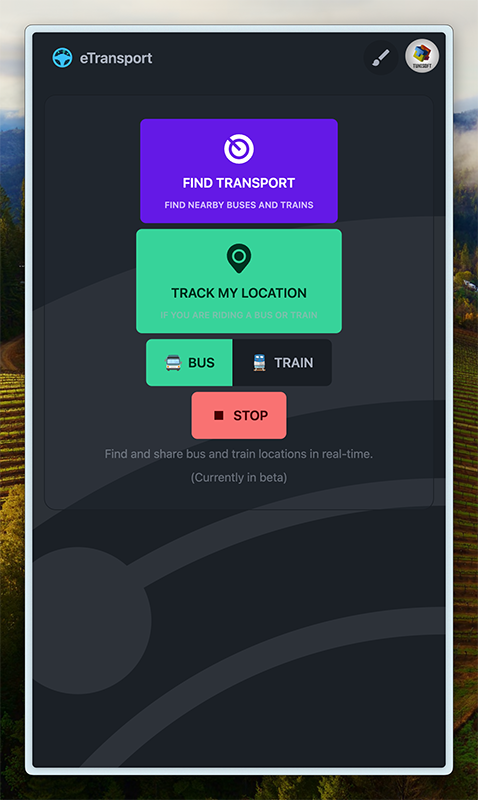 eTransport
TUNISOFT
FIND TRANSPORT
FIND NEARBY BUSES AND TRAINS
TRACK MY LOCATION
IF YOU ARE RIDING A BUS OR TRAIN
BUS
TRAIN
STOP
Find and share bus and train locations in real-time.
(Currently in beta)